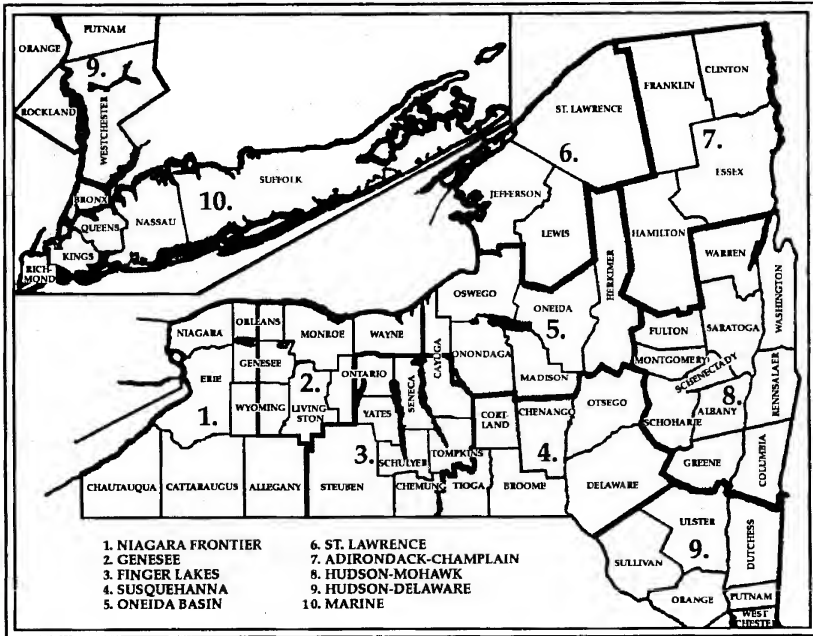 PUTNAM
ORANGE
9.
ROCKLAND
WESTCHESTER
SUFFOLK
10.
NASSAU
BRONX
QUEENS
KINGS
RICH-
MOND
CLINTON
FRANKLIN
ST. LAWRENCE
7.
6.
ESSEX
JEFFERSON
LEWIS
HAMILTON
HERKIMER
WARREN
WASHINGTON
OSWEGO
ONEIDA
5.
FULTON
SARATOGA
MONTGOMERY
SCHENECTADY
RENNSALAER
NIAGARA
ORLEANS
MONROE
WAYNE
CAYUGA
ONONDAGA
MADISON
GENESEE
ONTARIO
SENECA
ERIE
1.
2.
WYOMING
LIVING
STON
YATES
CORT-
LAND
CHENANGO
4.
OTSEGO
SCHOHARIE
ALBANY
8.
3.
SCHULYER
TOMPKINS
GREENE
COLUMBIA
CHAUTAUQUA
CATTARAUGUS
ALLEGANY
STEUBEN
CHEMUNG
TIOGA
BROOME
DELAWARE
ULSTER
9.
DUTCHESS
SULLIVAN
ORANGE
PUTNAM
WEST
CHESTER
1. NIAGARA FRONTIER
2. GENESEE
3. FINGER LAKES
4. SUSQUEHANNA
5. ONEIDA BASIN
6. ST. LAWRENCE
7. ADIRONDACK-CHAMPLAIN
8. HUDSON-MOHAWK
9. HUDSON-DELAWARE
10. MARINE